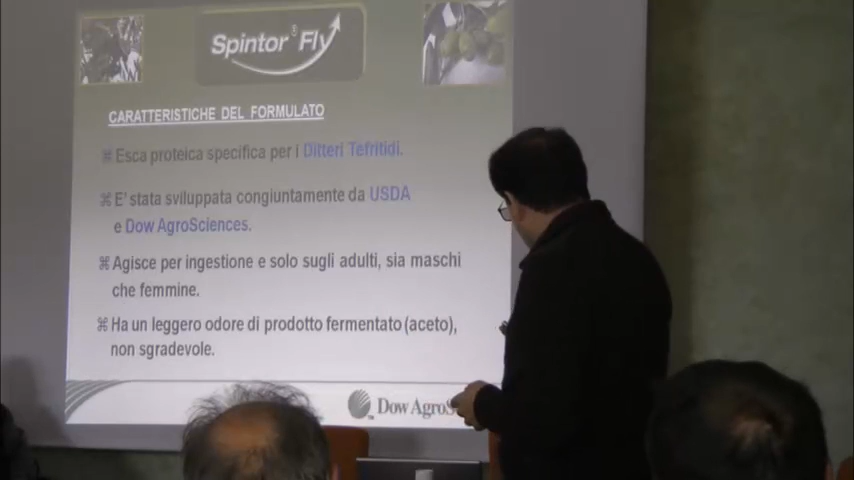 Spintor® Fly
CARATTERISTICHE DEL FORMULATO
⌘ Esca proteica specifica per i Ditteri Tefritidi.
⌘ E' stata sviluppata congiuntamente da USDA
e Dow AgroSciences.
⌘ Agisce per ingestione e solo sugli adulti, sia maschi
che femmine.
⌘ Ha un leggero odore di prodotto fermentato (aceto),
non sgradevole.
Dow AgroS